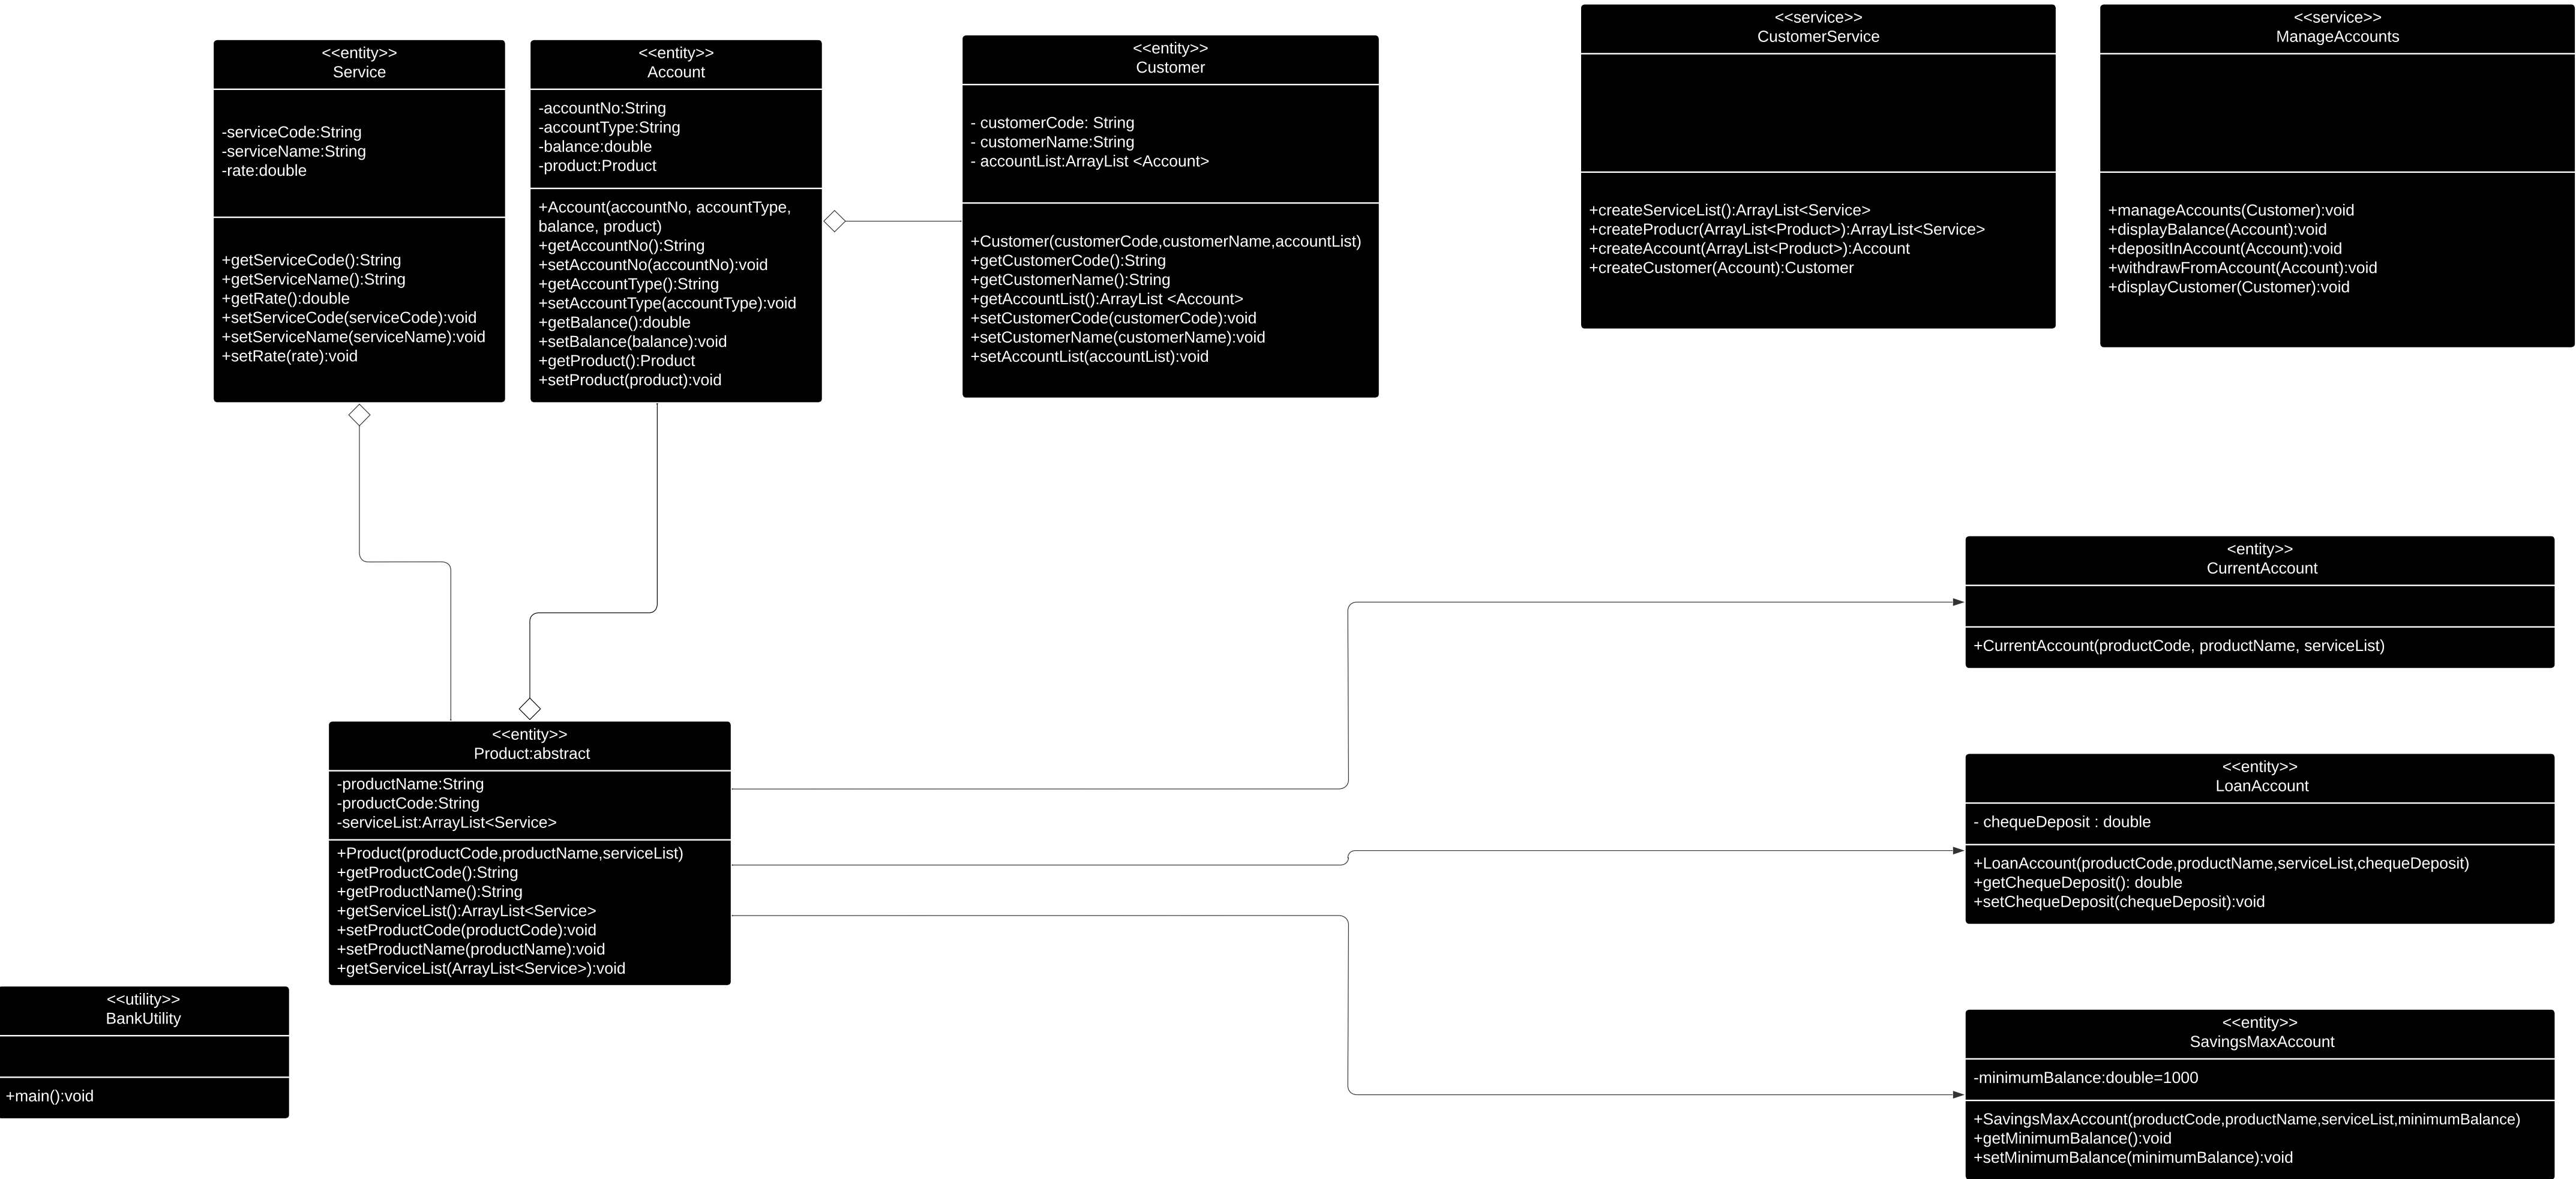 <<entity>>
Service
-serviceCode:String
-serviceName:String
-rate:double
+getServiceCode():String
+getServiceName():String
+getRate():double
+setServiceCode(serviceCode):void
+setServiceName(serviceName):void
+setRate(rate):void
<<entity>>
Account
-accountNo:String
-accountType:String
-balance:double
-product:Product
+Account(accountNo, accountType,
balance, product)
+getAccountNo():String
+setAccountNo(accountNo):void
+getAccountType():String
+setAccountType(accountType):void
+getBalance():double
+setBalance(balance):void
+getProduct():Product
+setProduct(product):void
<<entity>>
Customer
- customerCode: String
- customerName:String
- accountList:ArrayList <Account>
+Customer(customerCode,customerName,accountList)
+getCustomerCode():String
+getCustomerName():String
+getAccountList():ArrayList <Account>
+setCustomerCode(customerCode):void
+setCustomerName(customerName):void
+setAccountList(accountList):void
<<service>>
CustomerService
+createServiceList():ArrayList<Service>
+createProducr(ArrayList<Product>):ArrayList<Service>
+createAccount(ArrayList<Product>):Account
+createCustomer(Account):Customer
<<service>>
ManageAccounts
+manageAccounts(Customer):void
+displayBalance(Account):void
+depositInAccount(Account):void
+withdrawFromAccount(Account):void
+displayCustomer(Customer):void
<entity>>
CurrentAccount
+CurrentAccount(productCode, productName, serviceList)
<<entity>>
Product:abstract
-productName:String
-productCode:String
-serviceList:ArrayList<Service>
+Product(productCode,productName,serviceList)
+getProductCode():String
+getProductName():String
+getServiceList():ArrayList<Service>
+setProductCode(productCode):void
+setProductName(productName):void
+getServiceList(ArrayList<Service>):void
<<entity>>
LoanAccount
- chequeDeposit : double
+LoanAccount(productCode,productName,serviceList,chequeDeposit)
+getChequeDeposit(): double
+setChequeDeposit(chequeDeposit):void
<<utility>>
BankUtility
+main():void
<<entity>>
SavingsMaxAccount
-minimumBalance:double=1000
+SavingsMaxAccount(productCode,productName,serviceList,minimumBalance)
+getMinimumBalance():void
+setMinimumBalance(minimumBalance):void